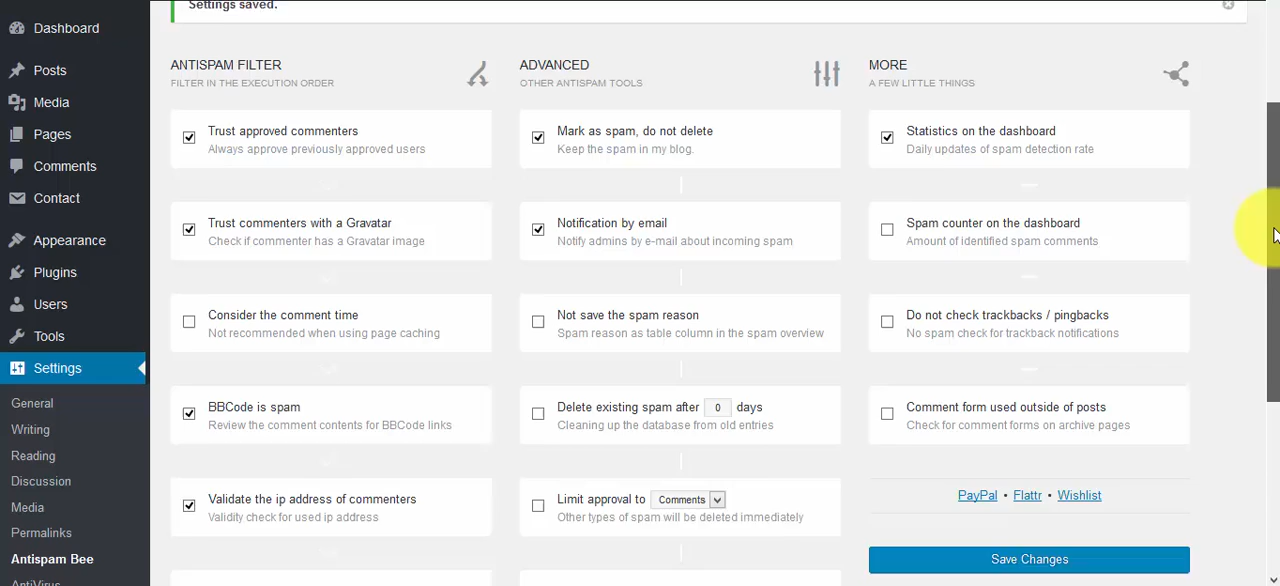 Settings saved.
Dashboard
Posts
Media
Pages
Comments
Contact
Appearance
Plugins
Users
Tools
Settings
General
Writing
Reading
Discussion
Media
Permalinks
Antispam Bee
AntiVirus
ANTISPAM FILTER
FILTER IN THE EXECUTION ORDER
Trust approved commenters
Always approve previously approved users
Trust commenters with a Gravatar
Check if commenter has a Gravatar image
Consider the comment time
Not recommended when using page caching
BBCode is spam
Review the comment contents for BBCode links
Validate the ip address of commenters
Validity check for used ip address
ADVANCED
OTHER ANTISPAM TOOLS
Mark as spam, do not delete
Keep the spam in my blog.
Notification by email
Notify admins by e-mail about incoming spam
Not save the spam reason
Spam reason as table column in the spam overview
Delete existing spam after 0 days
Cleaning up the database from old entries
Limit approval to Comments
Other types of spam will be deleted immediately
MORE
A FEW LITTLE THINGS
Statistics on the dashboard
Daily updates of spam detection rate
Spam counter on the dashboard
Amount of identified spam comments
Do not check trackbacks / pingbacks
No spam check for trackback notifications
Comment form used outside of posts
Check for comment forms on archive pages
PayPal • Flattr • Wishlist
Save Changes